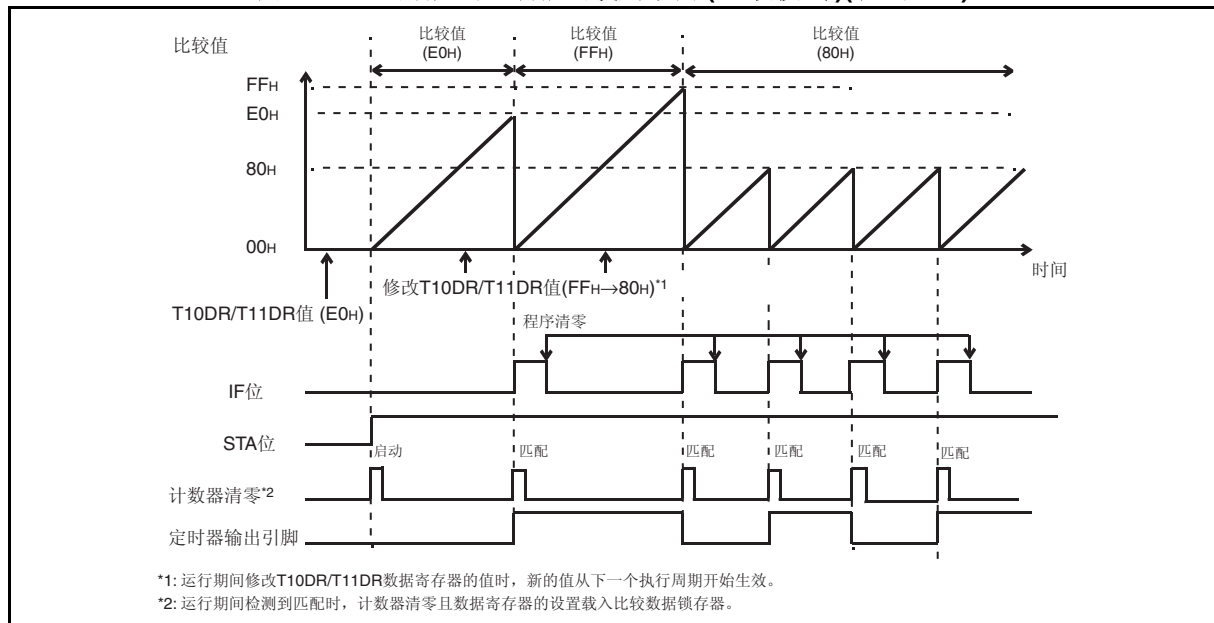 比较值
比较值
(E0H)
比较值
(FFH)
比较值
(80H)
FFH
E0H
80H
00H
时间
修改T10DR/T11DR值(FFH→80H)*1
T10DR/T11DR值 (E0H)
程序清零
IF位
STA位
启动 匹配 匹配 匹配 匹配 匹配
计数器清零*2
定时器输出引脚
*1: 运行期间修改T10DR/T11DR数据寄存器的值时，新的值从下一个执行周期开始生效。
*2: 运行期间检测到匹配时，计数器清零且数据寄存器的设置载入比较数据锁存器。